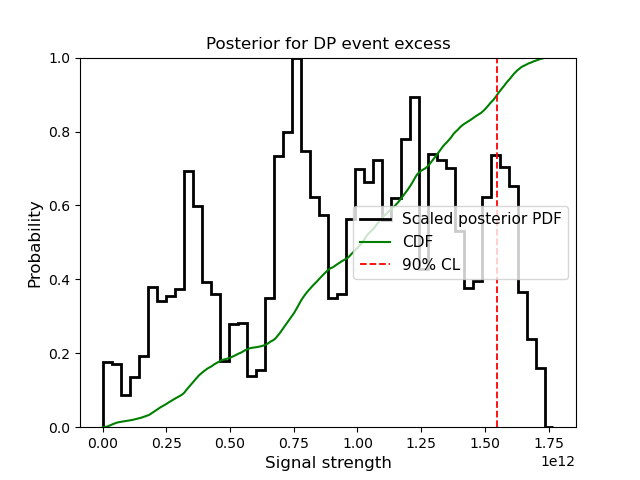 Posterior for DP event excess
1.0
0.8
0.6
0.4
0.2
0.0
Probability
Scaled posterior PDF
CDF
90% CL
0.00 0.25 0.50 0.75 1.00 1.25 1.50 1.75
1e12
Signal strength